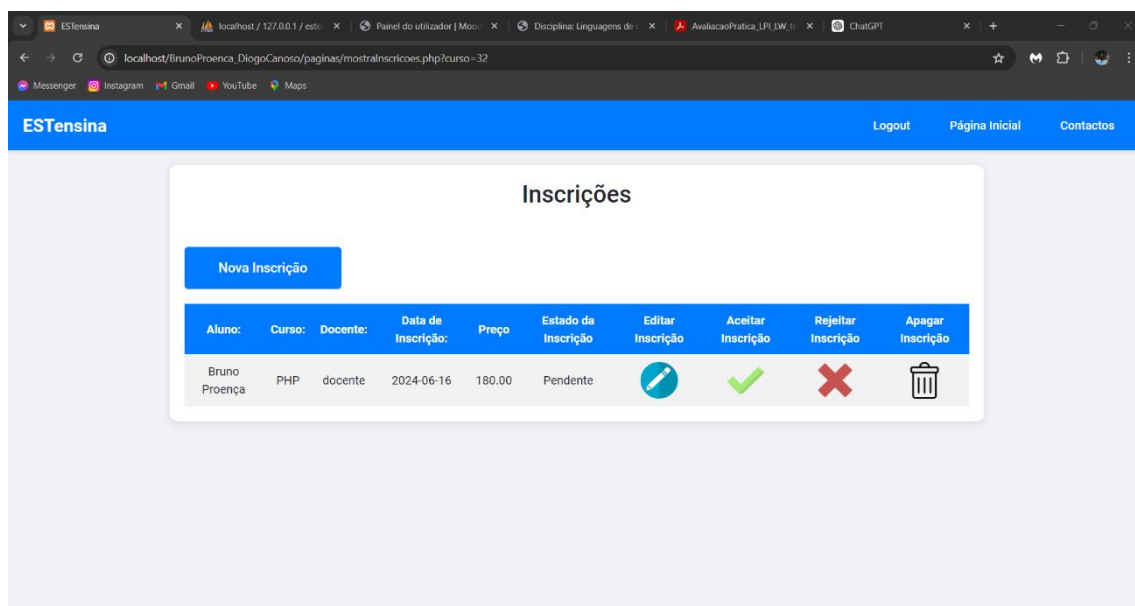 ESTensina
localhost / 127.0.0.1 / este
Painel do utilizador | Moo
Disciplina: Linguagens de
AvaliacaoPratica_LPI_LW_t
ChatGPT
localhost/BrunoProenca_DiogoCanoso/paginas/mostraInscricoes.php?curso=32
Messenger Instagram Gmail YouTube Maps
ESTensina Logout Página Inicial Contactos
Inscrições
Nova Inscrição
Aluno: Curso: Docente: Data de Inscrição: Preço Estado da Inscrição Editar Inscrição Aceitar Inscrição Rejeitar Inscrição Apagar Inscrição
Bruno Proença PHP docente 2024-06-16 180.00 Pendente